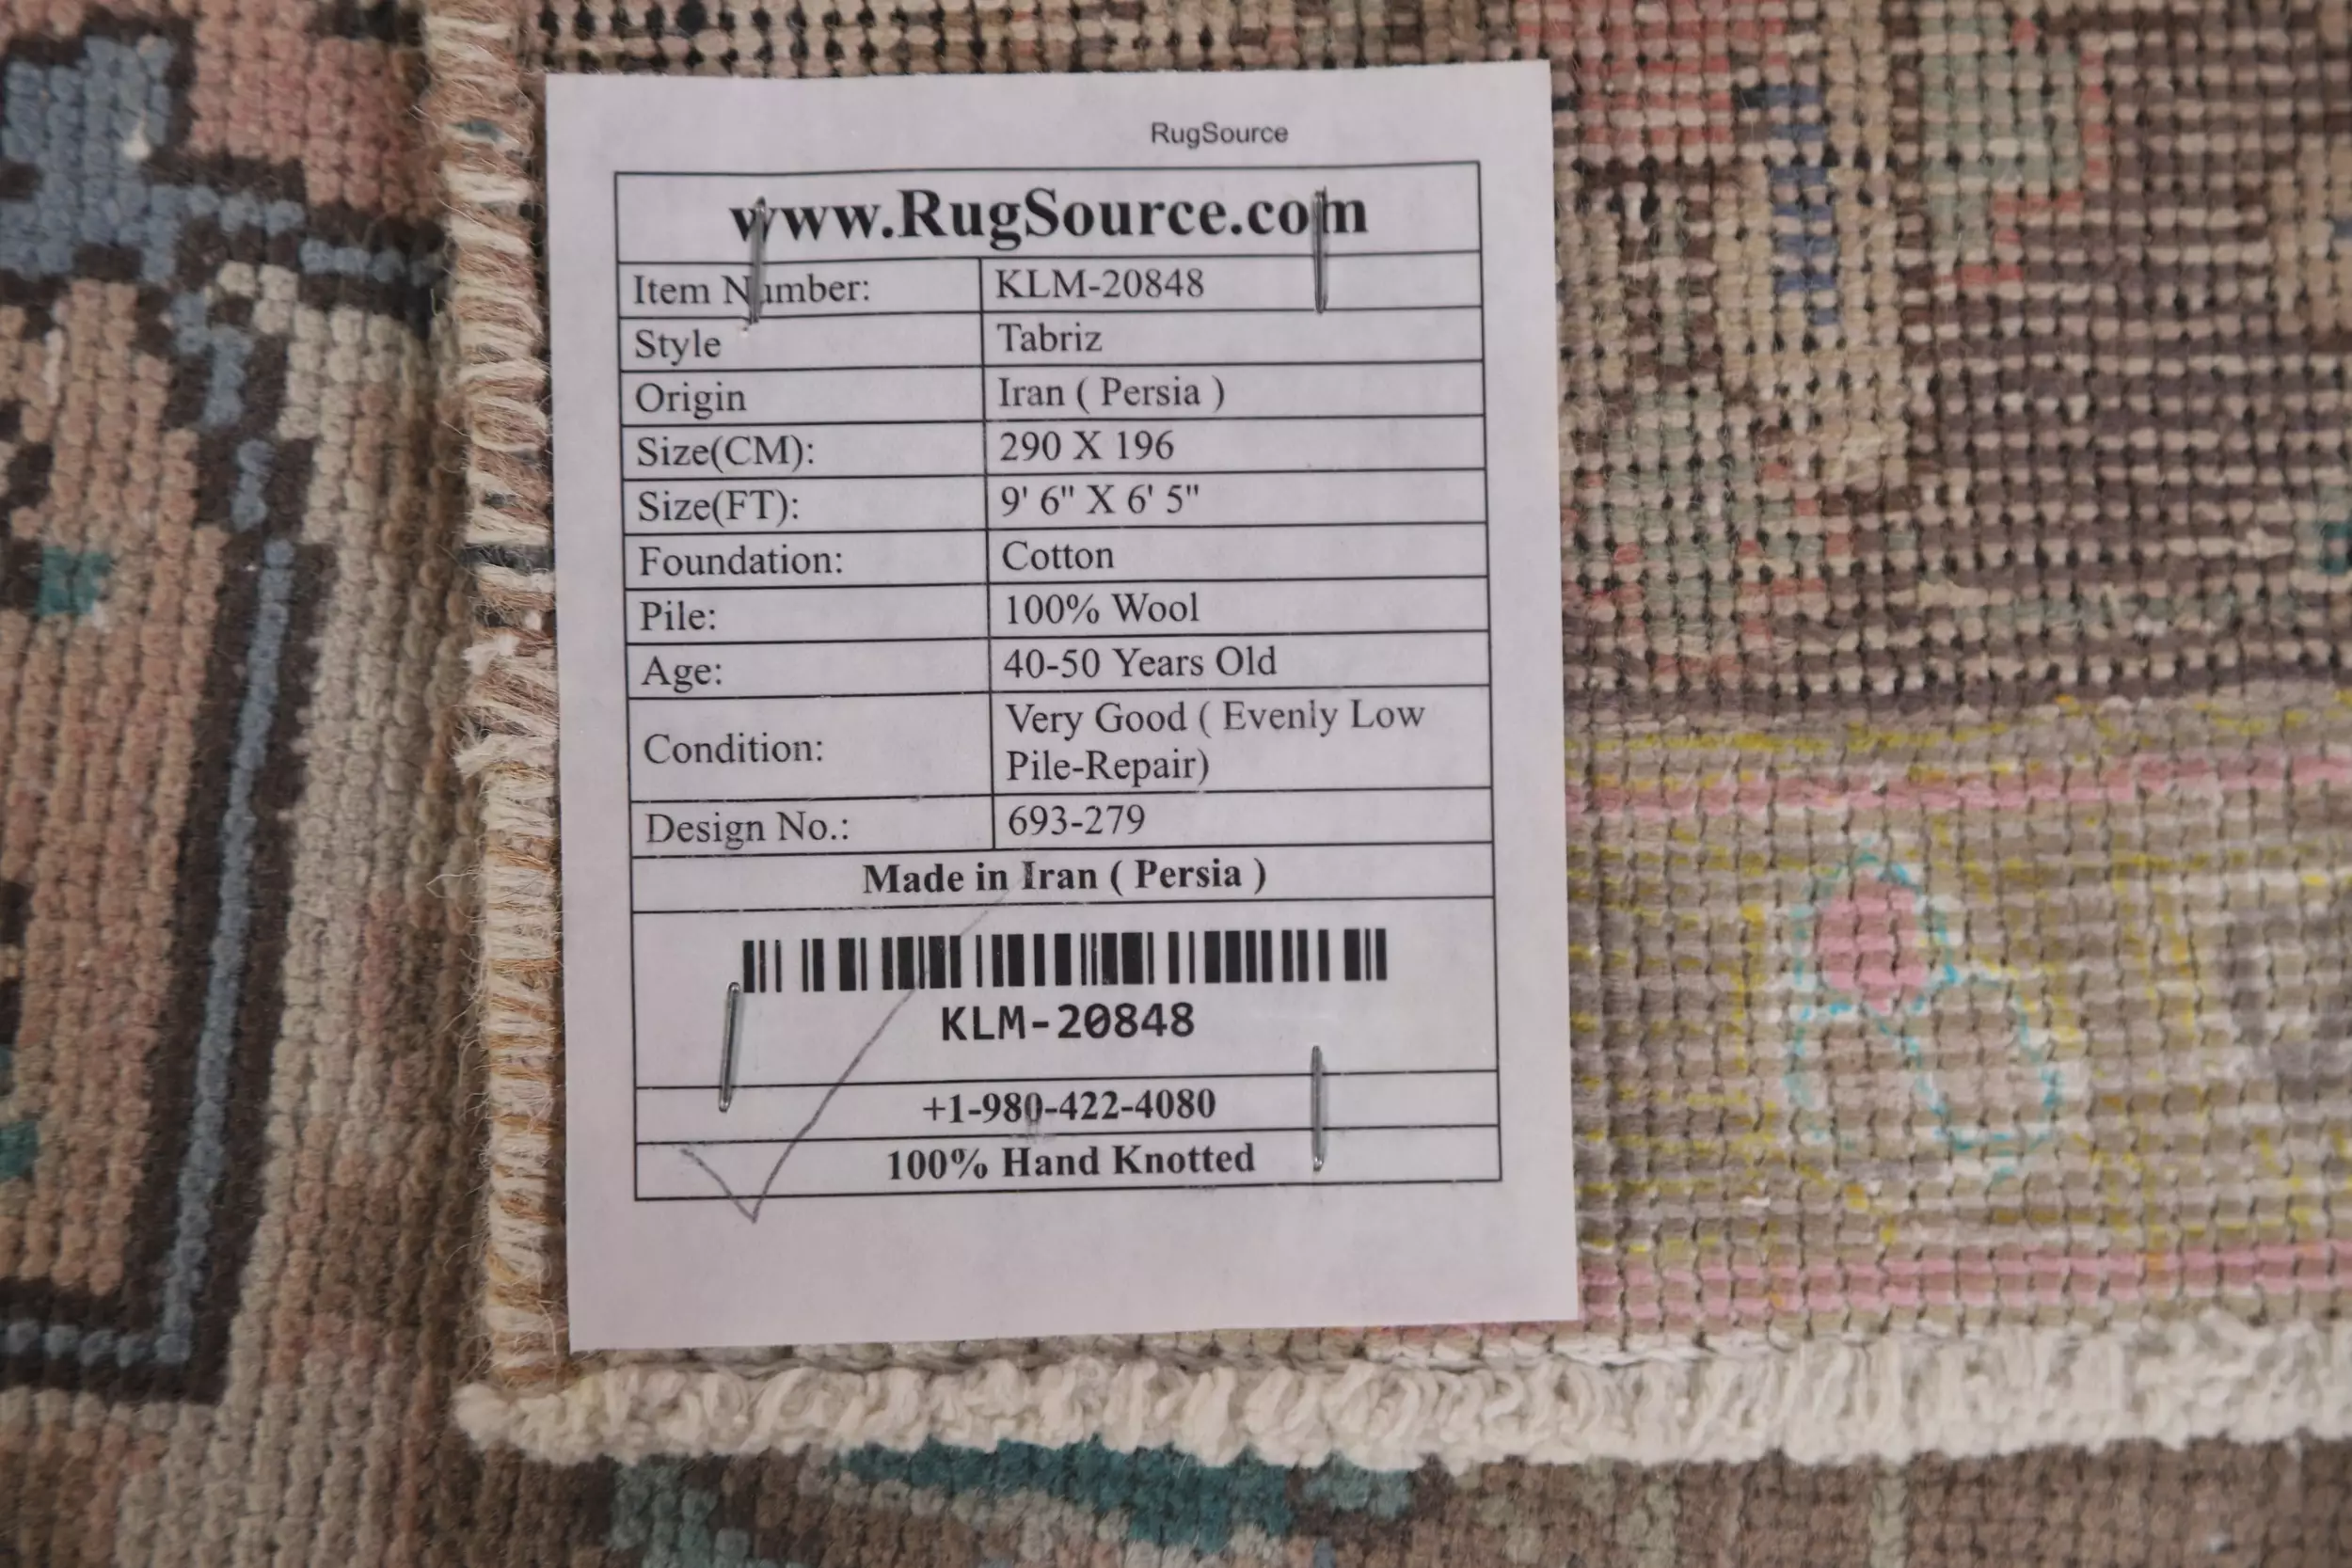 RugSource
www.RugSource.com
Item Number: KLM-20848
Style Tabriz
Origin Iran ( Persia )
Size(CM): 290 X 196
Size(FT): 9' 6" X 6' 5"
Foundation: Cotton
Pile: 100% Wool
Age: 40-50 Years Old
Condition: Very Good ( Evenly Low
Pile-Repair)
Design No.: 693-279
Made in Iran ( Persia )
KLM-20848
+1-980-422-4080
100% Hand Knotted